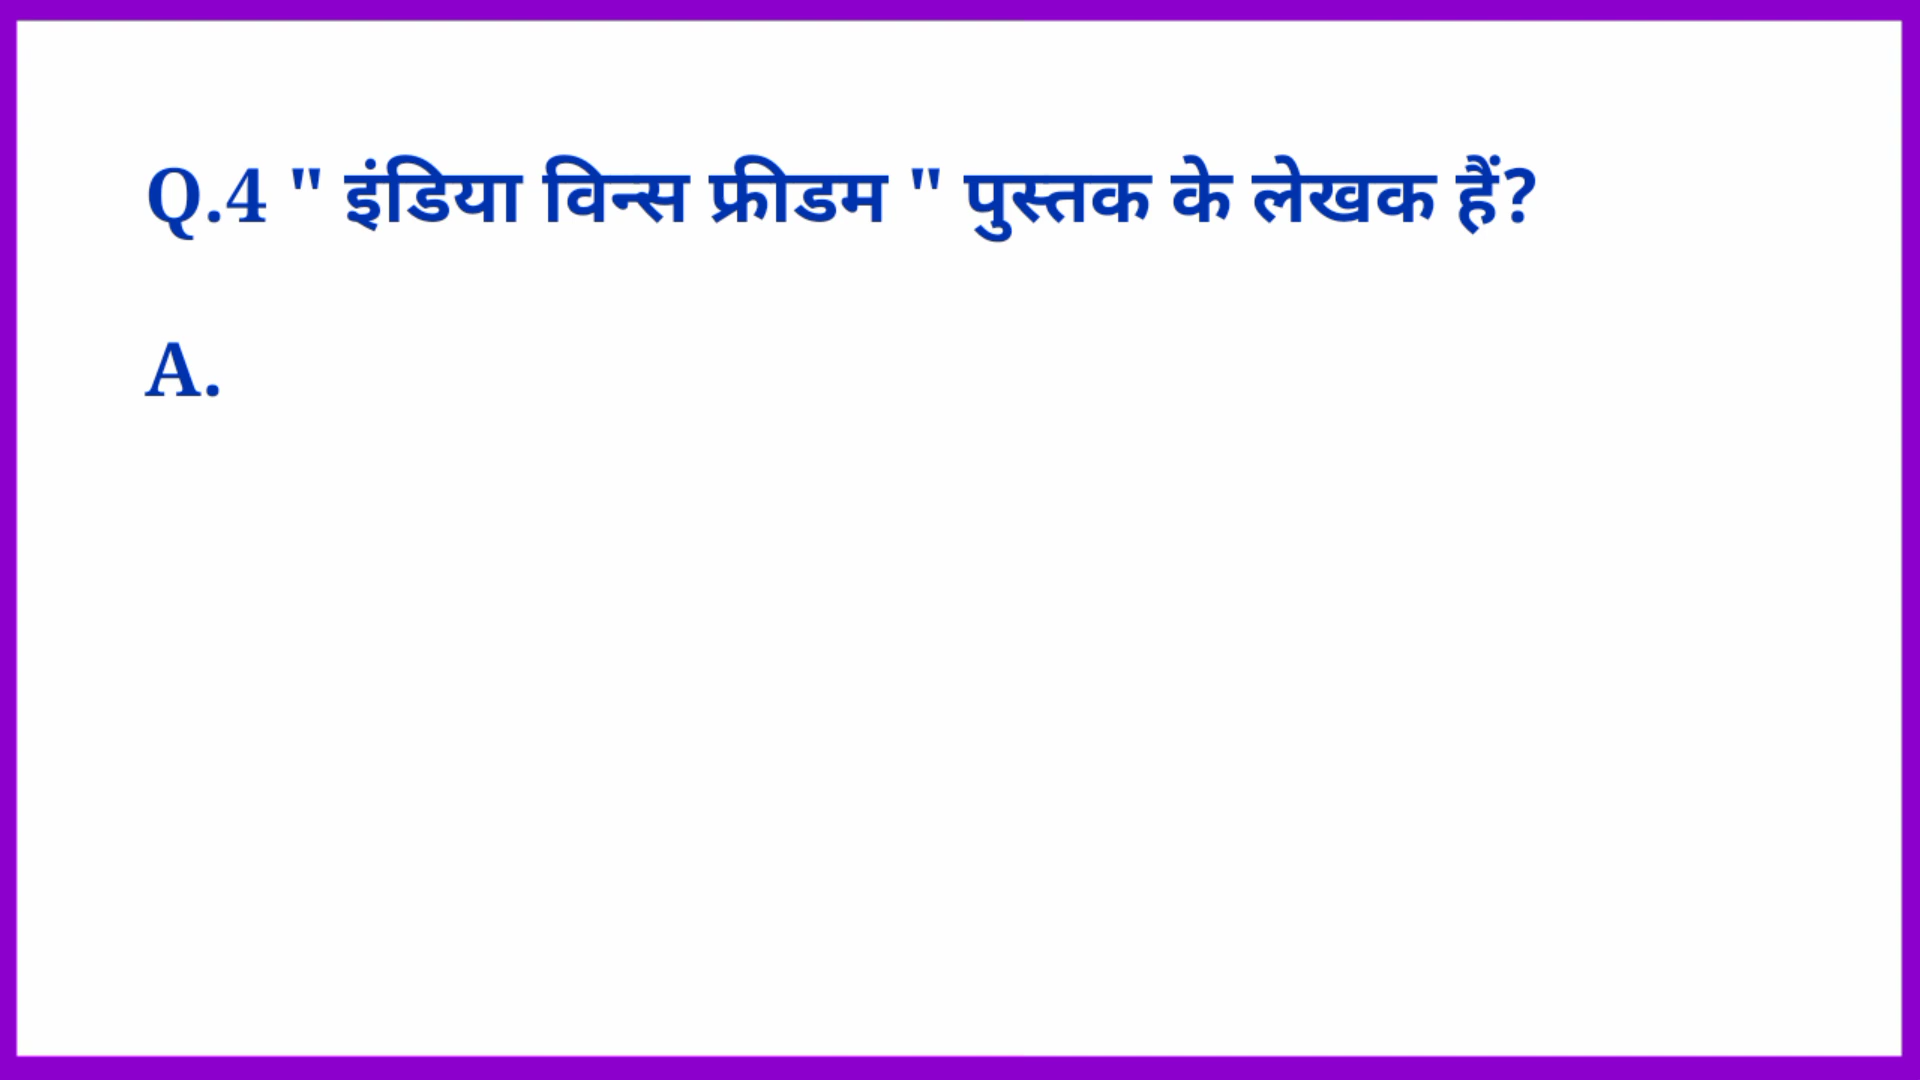 Q.4 " इंडिया विन्स फ्रीडम " पुस्तक के लेखक हैं?
A.